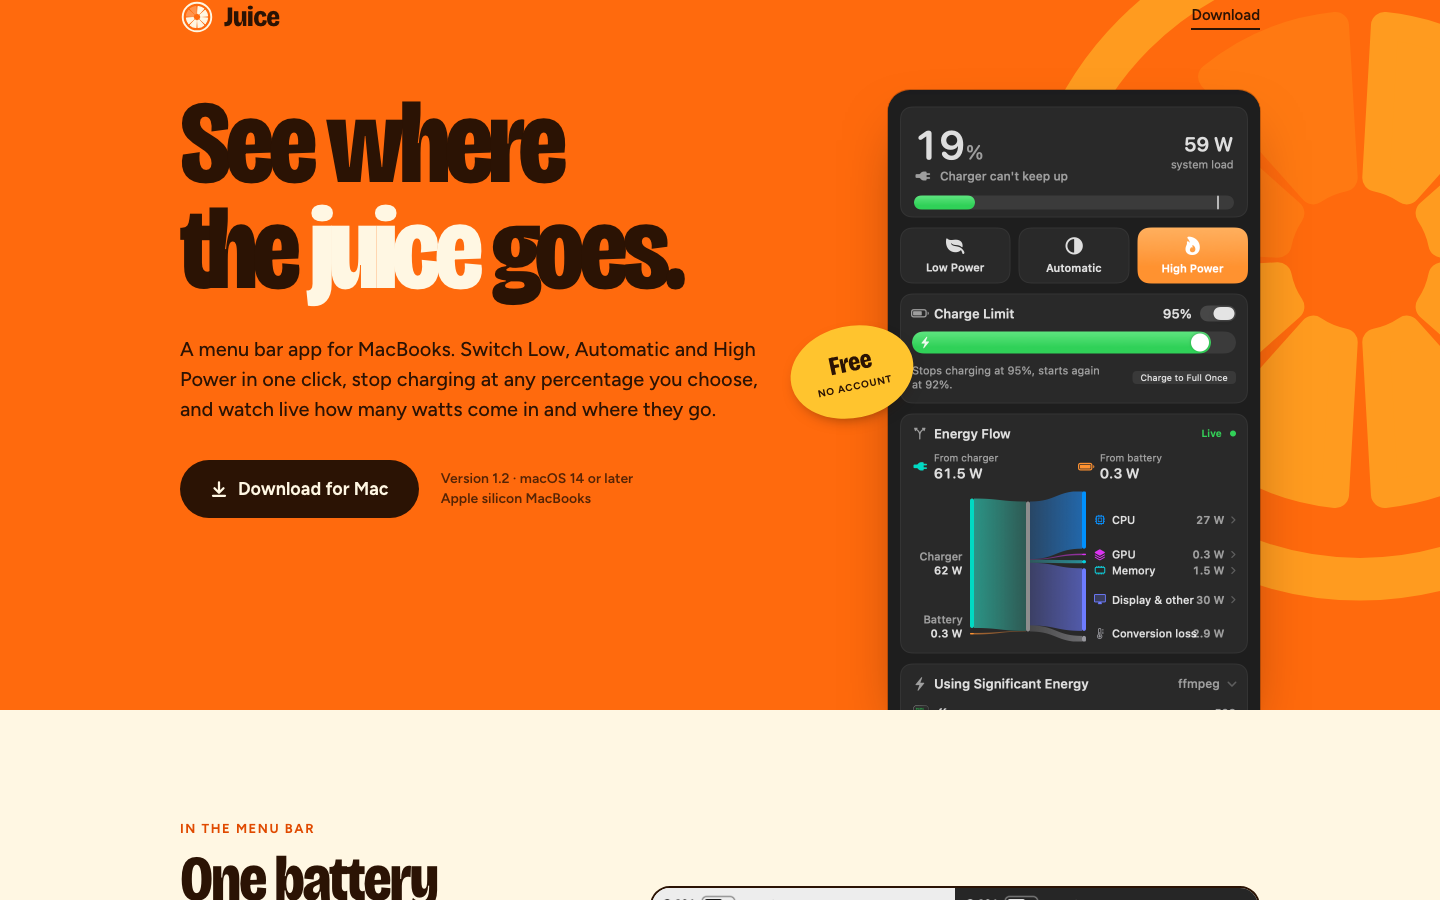 Juice
Download
See where
the juice goes.
A menu bar app for MacBooks. Switch Low, Automatic and High
Power in one click, stop charging at any percentage you choose,
and watch live how many watts come in and where they go.
Download for Mac
Version 1.2 · macOS 14 or later
Apple silicon MacBooks
Free
NO ACCOUNT
19%
59 W
system load
Charger can't keep up
Low Power
Automatic
High Power
Charge Limit
95%
Stops charging at 95%, starts again
at 92%.
Charge to Full Once
Energy Flow
Live
From charger
61.5 W
From battery
0.3 W
Charger
62 W
Battery
0.3 W
CPU 27 W
GPU 0.3 W
Memory 1.5 W
Display & other 30 W
Conversion loss 2.9 W
Using Significant Energy
ffmpeg
IN THE MENU BAR
One battery